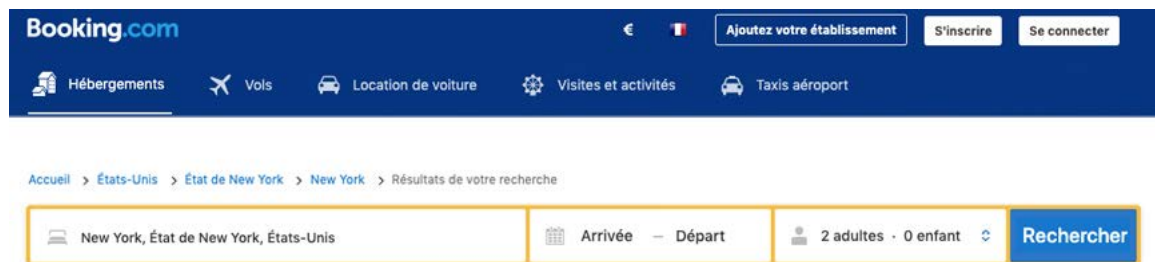 Booking.com € Ajoutez votre établissement S'inscrire Se connecter
Hébergements Vols Location de voiture Visites et activités Taxis aéroport
Accueil > États-Unis > État de New York > New York > Résultats de votre recherche
New York, État de New York, États-Unis Arrivée — Départ 2 adultes · 0 enfant Rechercher